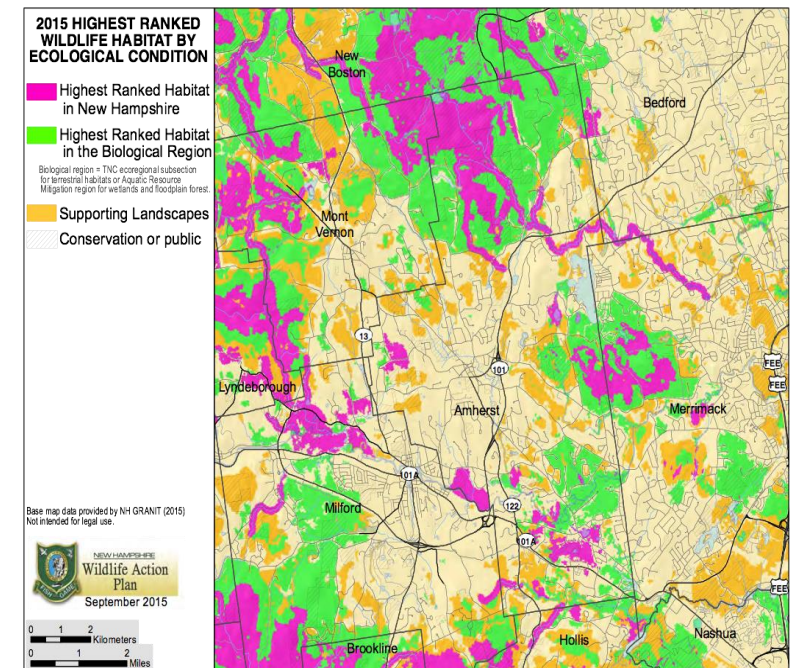 2015 HIGHEST RANKED
WILDLIFE HABITAT BY
ECOLOGICAL CONDITION
Highest Ranked Habitat
in New Hampshire
Highest Ranked Habitat
in the Biological Region
Biological region = TNC ecoregional subsection
for terrestrial habitats or Aquatic Resource
Mitigation region for wetlands and floodplain forest.
Supporting Landscapes
Conservation or public
Base map data provided by NH GRANIT (2015)
Not intended for legal use.
NEW HAMPSHIRE
Wildlife Action
Plan
September 2015
0 1 2
Kilometers
0 1 2
Miles
New
Boston
Bedford
Mont
Vernon
13
101
FEE
FEE
Lyndeborough
Amherst
Merrimack
101A
Milford
122
101A
FEE
Brookline
Hollis
Nashua